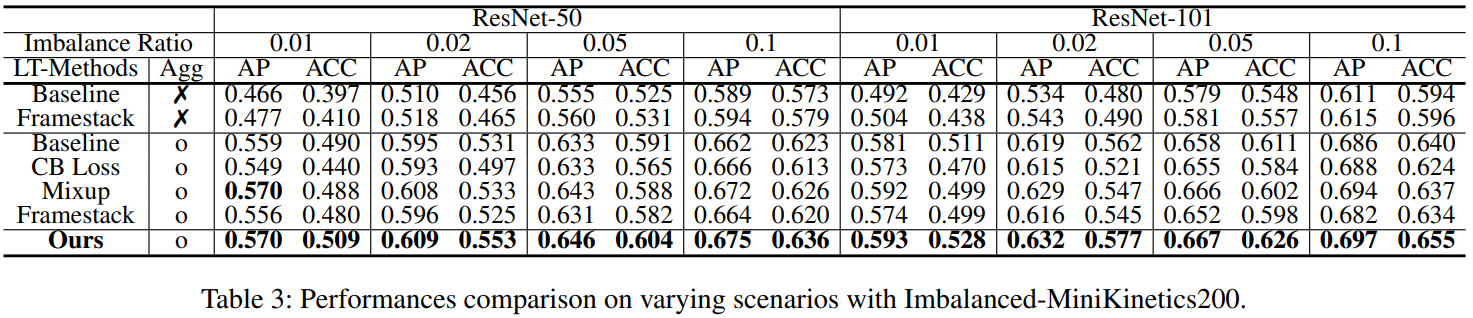 ResNet-50 ResNet-101
Imbalance Ratio 0.01 0.02 0.05 0.1 0.01 0.02 0.05 0.1
LT-Methods Agg AP ACC AP ACC AP ACC AP ACC AP ACC AP ACC AP ACC AP ACC
Baseline ✗ 0.466 0.397 0.510 0.456 0.555 0.525 0.589 0.573 0.492 0.429 0.534 0.480 0.579 0.548 0.611 0.594
Framestack ✗ 0.477 0.410 0.518 0.465 0.560 0.531 0.594 0.579 0.504 0.438 0.543 0.490 0.581 0.557 0.615 0.596
Baseline o 0.559 0.490 0.595 0.531 0.633 0.591 0.662 0.623 0.581 0.511 0.619 0.562 0.658 0.611 0.686 0.640
CB Loss o 0.549 0.440 0.593 0.497 0.633 0.565 0.666 0.613 0.573 0.470 0.615 0.521 0.655 0.584 0.688 0.624
Mixup o 0.570 0.488 0.608 0.533 0.643 0.588 0.672 0.626 0.592 0.499 0.629 0.547 0.666 0.602 0.694 0.637
Framestack o 0.556 0.480 0.596 0.525 0.631 0.582 0.664 0.620 0.574 0.499 0.616 0.545 0.652 0.598 0.682 0.634
Ours o 0.570 0.509 0.609 0.553 0.646 0.604 0.675 0.636 0.593 0.528 0.632 0.577 0.667 0.626 0.697 0.655
Table 3: Performances comparison on varying scenarios with Imbalanced-MiniKinetics200.